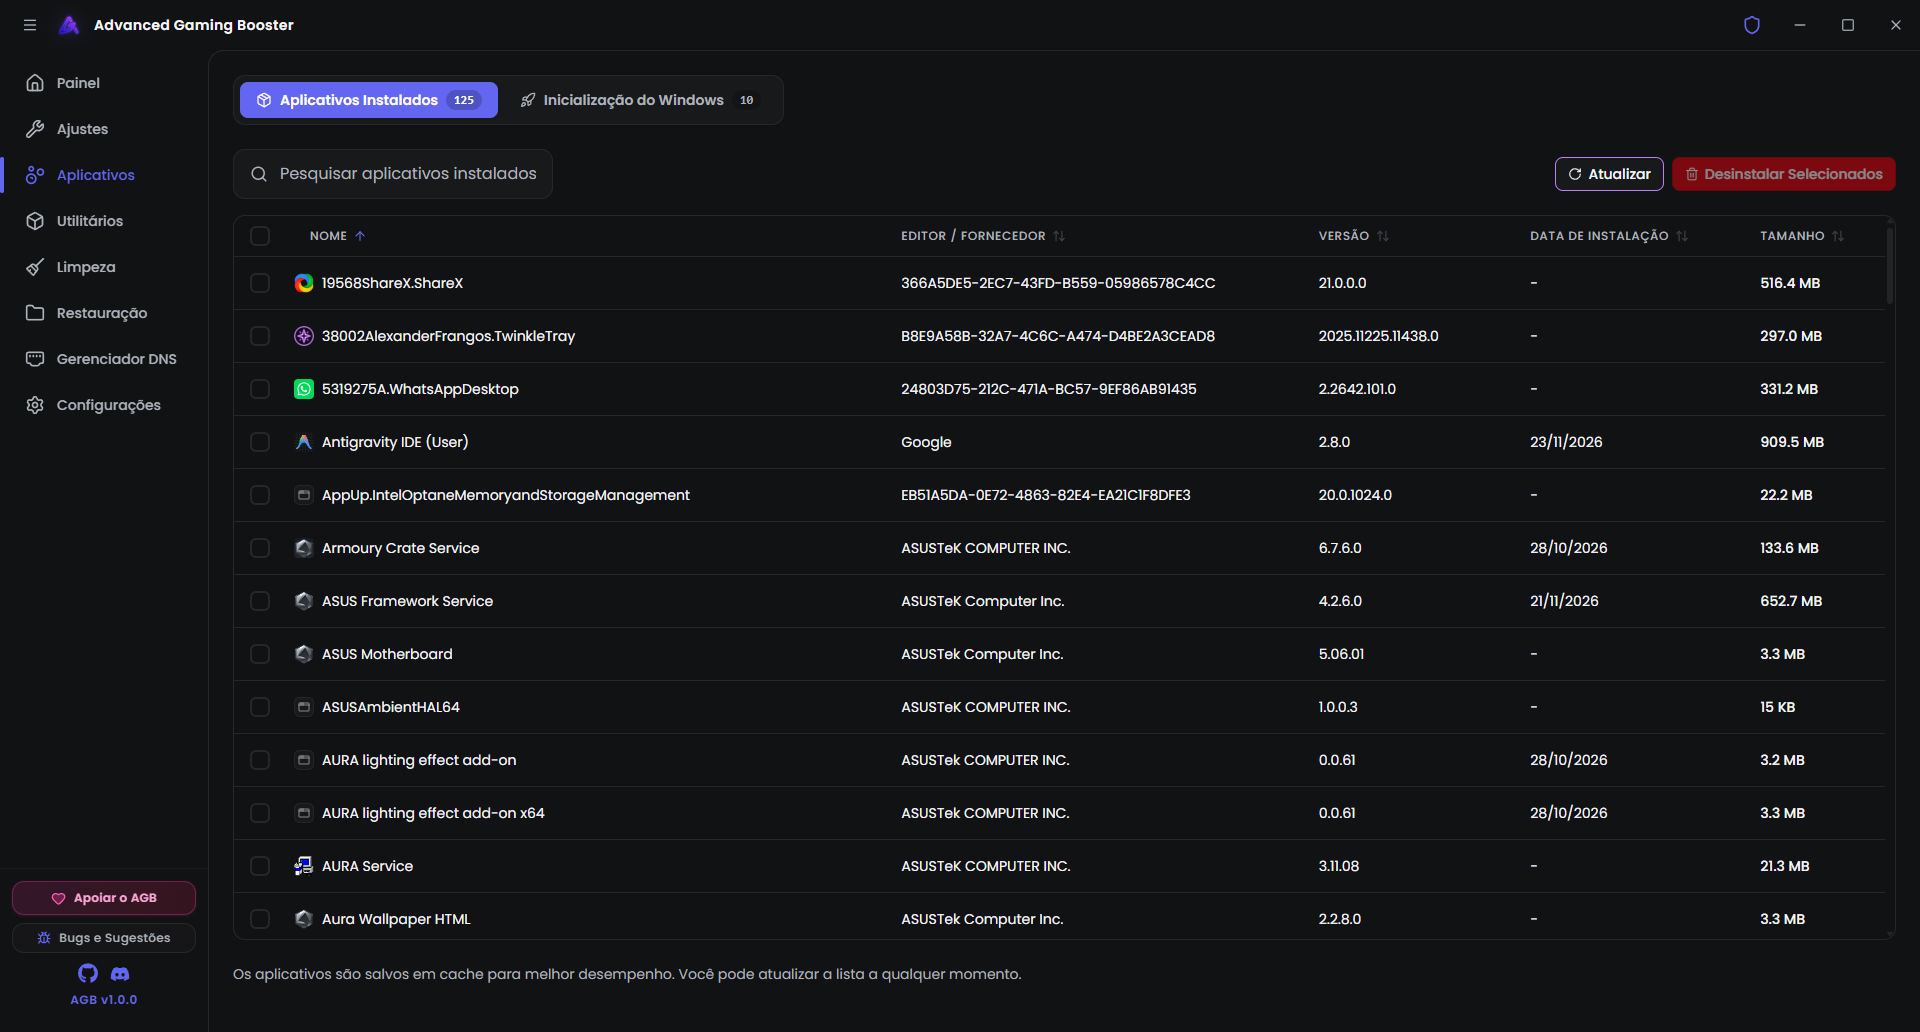 Advanced Gaming Booster
Painel
Ajustes
Aplicativos
Utilitários
Limpeza
Restauração
Gerenciador DNS
Configurações
Apoiar o AGB
Bugs e Sugestões
AGB v1.0.0
Aplicativos Instalados 125
Inicialização do Windows 10
Pesquisar aplicativos instalados
Atualizar
Desinstalar Selecionados
NOME EDITOR / FORNECEDOR VERSÃO DATA DE INSTALAÇÃO TAMANHO
19568ShareX.ShareX 366A5DE5-2EC7-43FD-B559-05986578C4CC 21.0.0.0 - 516.4 MB
38002AlexanderFrangos.TwinkleTray B8E9A58B-32A7-4C6C-A474-D4BE2A3CEAD8 2025.11225.11438.0 - 297.0 MB
5319275A.WhatsAppDesktop 24803D75-212C-471A-BC57-9EF86AB91435 2.2642.101.0 - 331.2 MB
Antigravity IDE (User) Google 2.8.0 23/11/2026 909.5 MB
AppUp.IntelOptaneMemoryandStorageManagement EB51A5DA-0E72-4863-82E4-EA21C1F8DFE3 20.0.1024.0 - 22.2 MB
Armoury Crate Service ASUSTeK COMPUTER INC. 6.7.6.0 28/10/2026 133.6 MB
ASUS Framework Service ASUSTeK Computer Inc. 4.2.6.0 21/11/2026 652.7 MB
ASUS Motherboard ASUSTek Computer Inc. 5.06.01 - 3.3 MB
ASUSAmbientHAL64 ASUSTeK COMPUTER INC. 1.0.0.3 - 15 KB
AURA lighting effect add-on ASUSTek COMPUTER INC. 0.0.61 28/10/2026 3.2 MB
AURA lighting effect add-on x64 ASUSTek COMPUTER INC. 0.0.61 28/10/2026 3.3 MB
AURA Service ASUSTeK COMPUTER INC. 3.11.08 - 21.3 MB
Aura Wallpaper HTML ASUSTek Computer Inc. 2.2.8.0 - 3.3 MB
Os aplicativos são salvos em cache para melhor desempenho. Você pode atualizar a lista a qualquer momento.